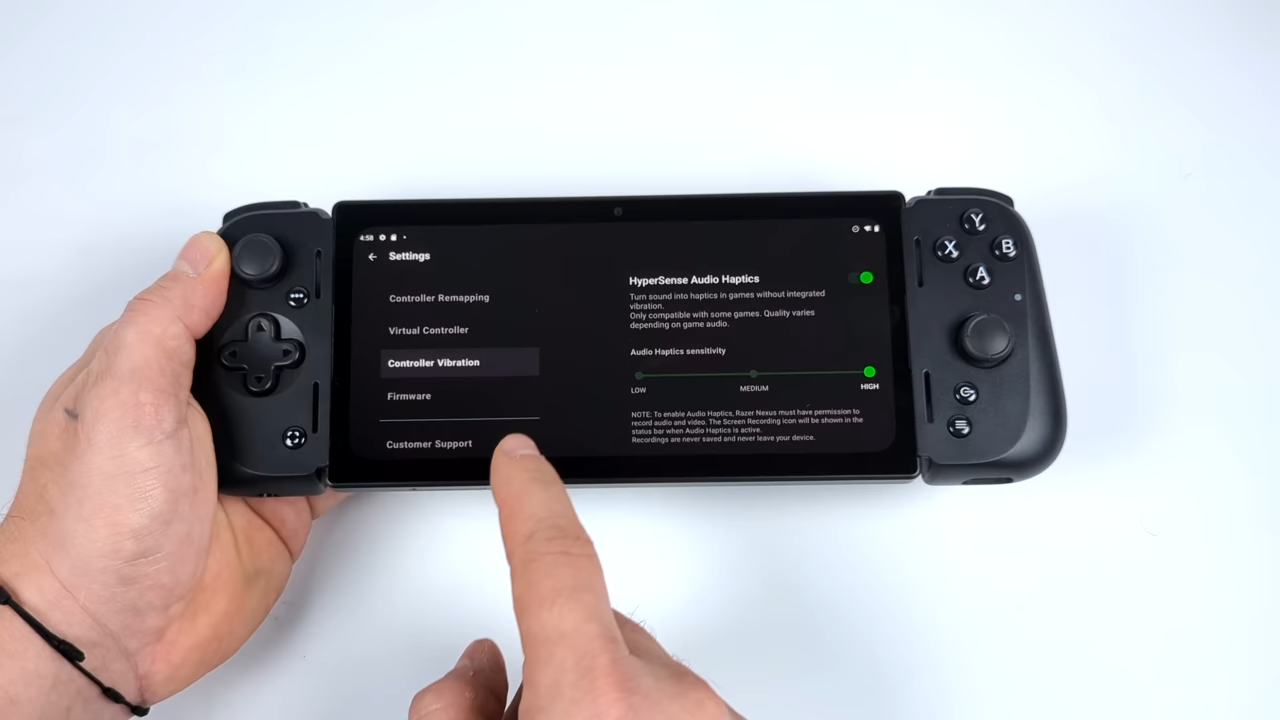 4:58
Settings
Controller Remapping
Virtual Controller
Controller Vibration
Firmware
Customer Support
HyperSense Audio Haptics
Turn sound into haptics in games without integrated
vibration.
Only compatible with some games. Quality varies
depending on game audio.
Audio Haptics sensitivity
LOW MEDIUM HIGH
NOTE: To enable Audio Haptics, Razer Nexus must have permission to
record audio and video. The Screen Recording icon will be shown in the
status bar when Audio Haptics is active.
Recordings are never saved and never leave your device.
Y
X B
A